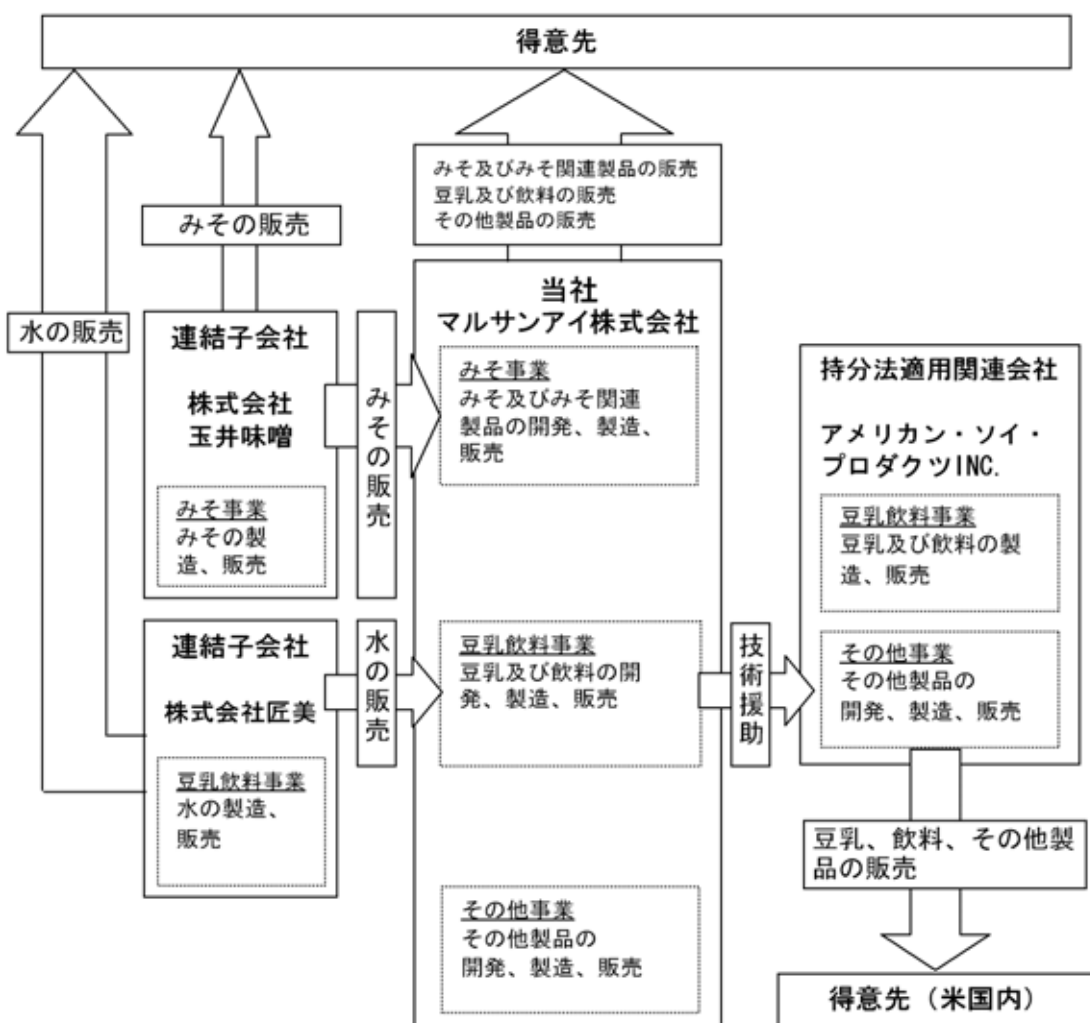 得意先
みそ及びみそ関連製品の販売
豆乳及び飲料の販売
その他製品の販売
みその販売
水の販売
連結子会社
株式会社
玉井味噌
みそ事業
みその製
造、販売
みその販売
当社
マルサンアイ株式会社
みそ事業
みそ及びみそ関連
製品の開発、製造、
販売
持分法適用関連会社
アメリカン・ソイ・
プロダクツINC.
豆乳飲料事業
豆乳及び飲料の製
造、販売
その他事業
その他製品の
開発、製造、販売
連結子会社
株式会社匠美
豆乳飲料事業
水の製造、
販売
水の販売
豆乳飲料事業
豆乳及び飲料の開
発、製造、販売
技術援助
その他事業
その他製品の
開発、製造、販売
豆乳、飲料、その他製
品の販売
得意先（米国内）